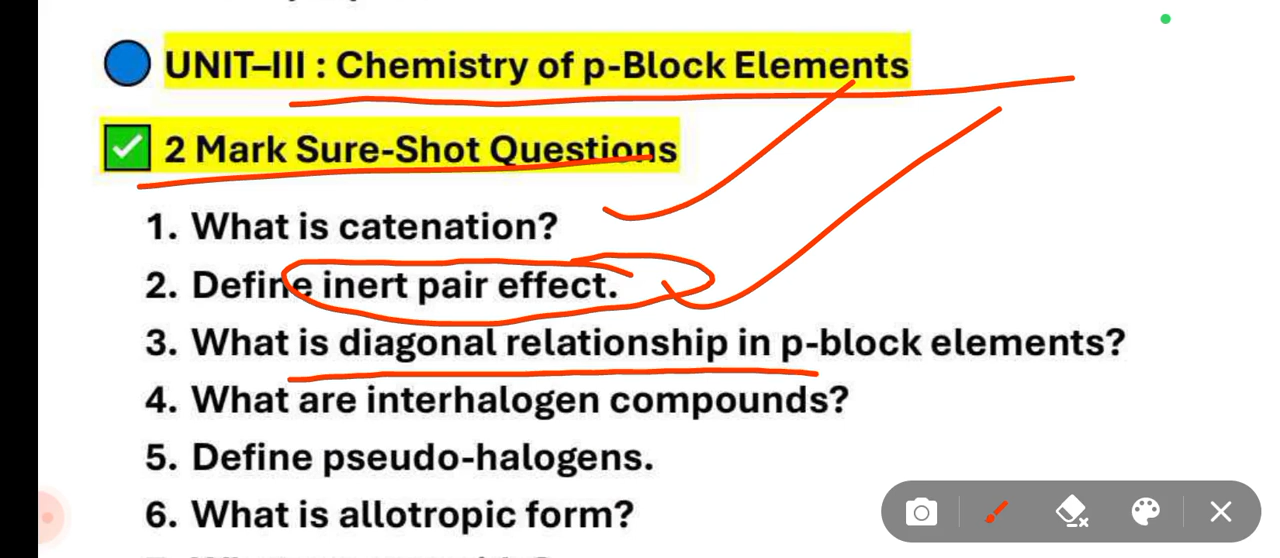 UNIT–III : Chemistry of p-Block Elements
2 Mark Sure-Shot Questions
1. What is catenation?
2. Define inert pair effect.
3. What is diagonal relationship in p-block elements?
4. What are interhalogen compounds?
5. Define pseudo-halogens.
6. What is allotropic form?